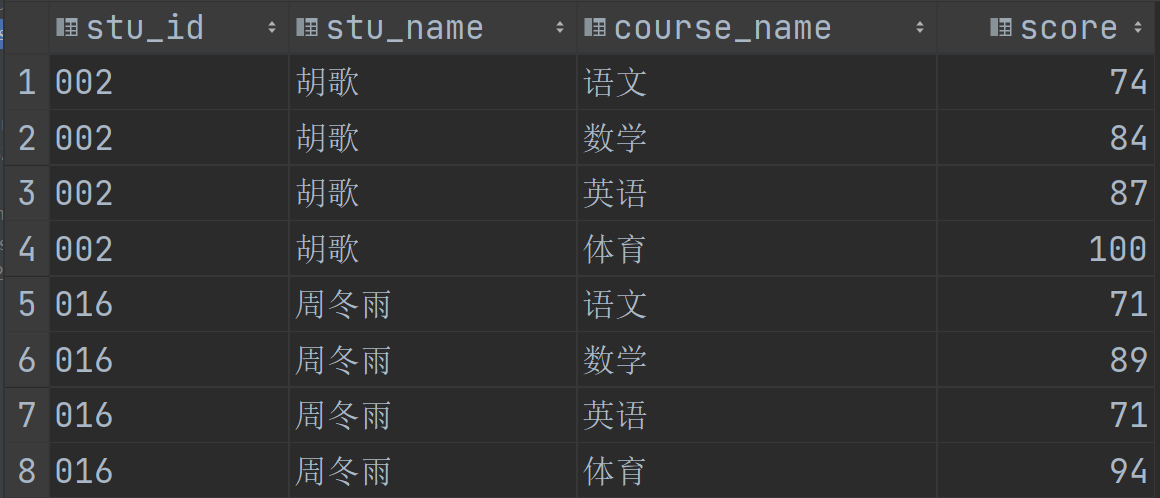 stu_id stu_name course_name score
1 002 胡歌 语文 74
2 002 胡歌 数学 84
3 002 胡歌 英语 87
4 002 胡歌 体育 100
5 016 周冬雨 语文 71
6 016 周冬雨 数学 89
7 016 周冬雨 英语 71
8 016 周冬雨 体育 94